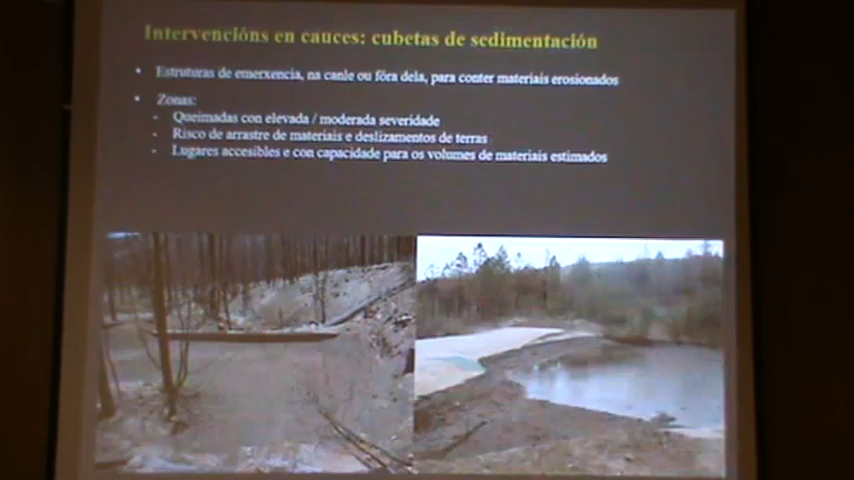 Intervencións en cauces: cubetas de sedimentación
• Estruturas de emerxencia, na canle ou fóra dela, para conter materiais erosionados
• Zonas:
- Queimadas con elevada / moderada severidade
- Risco de arrastre de materiais e deslizamentos de terras
- Lugares accesibles e con capacidade para os volumes de materiais estimados